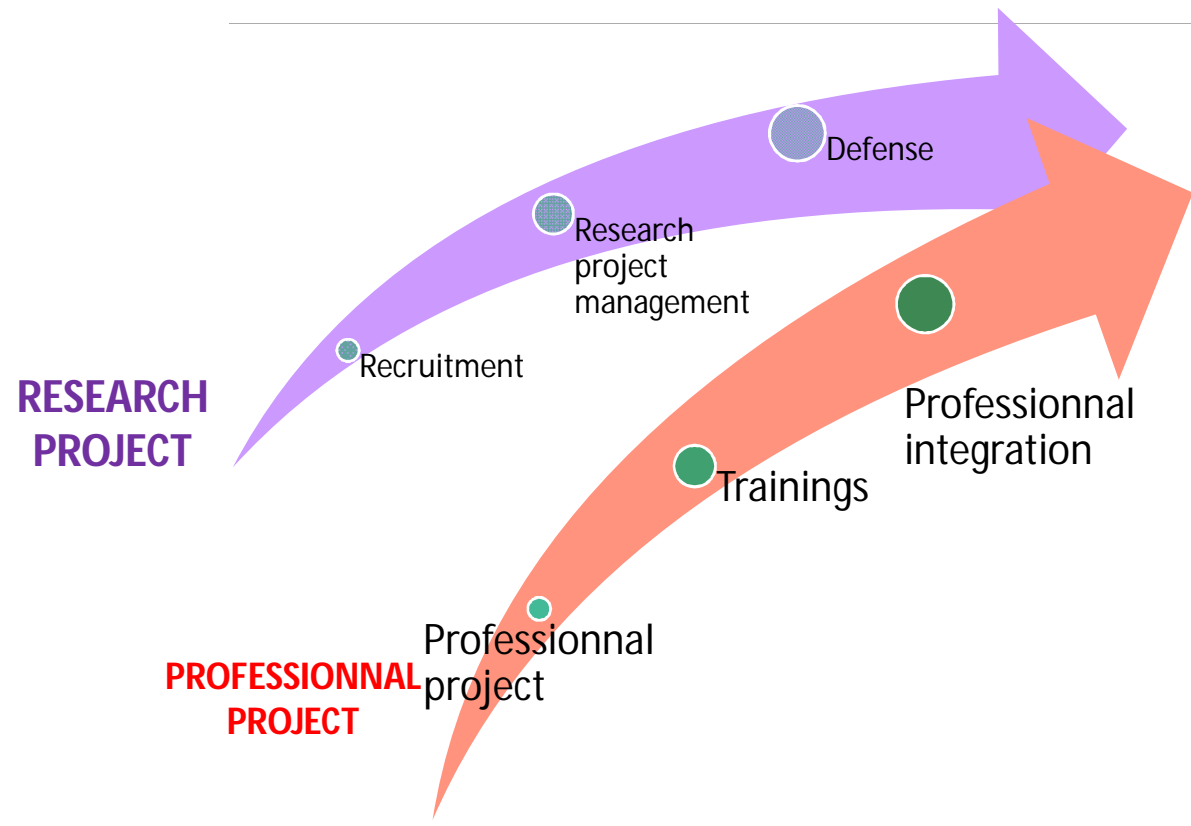 Defense
Research
project
management
Recruitment
RESEARCH
PROJECT
Professionnal
integration
Trainings
Professionnal
project
PROFESSIONNAL
PROJECT